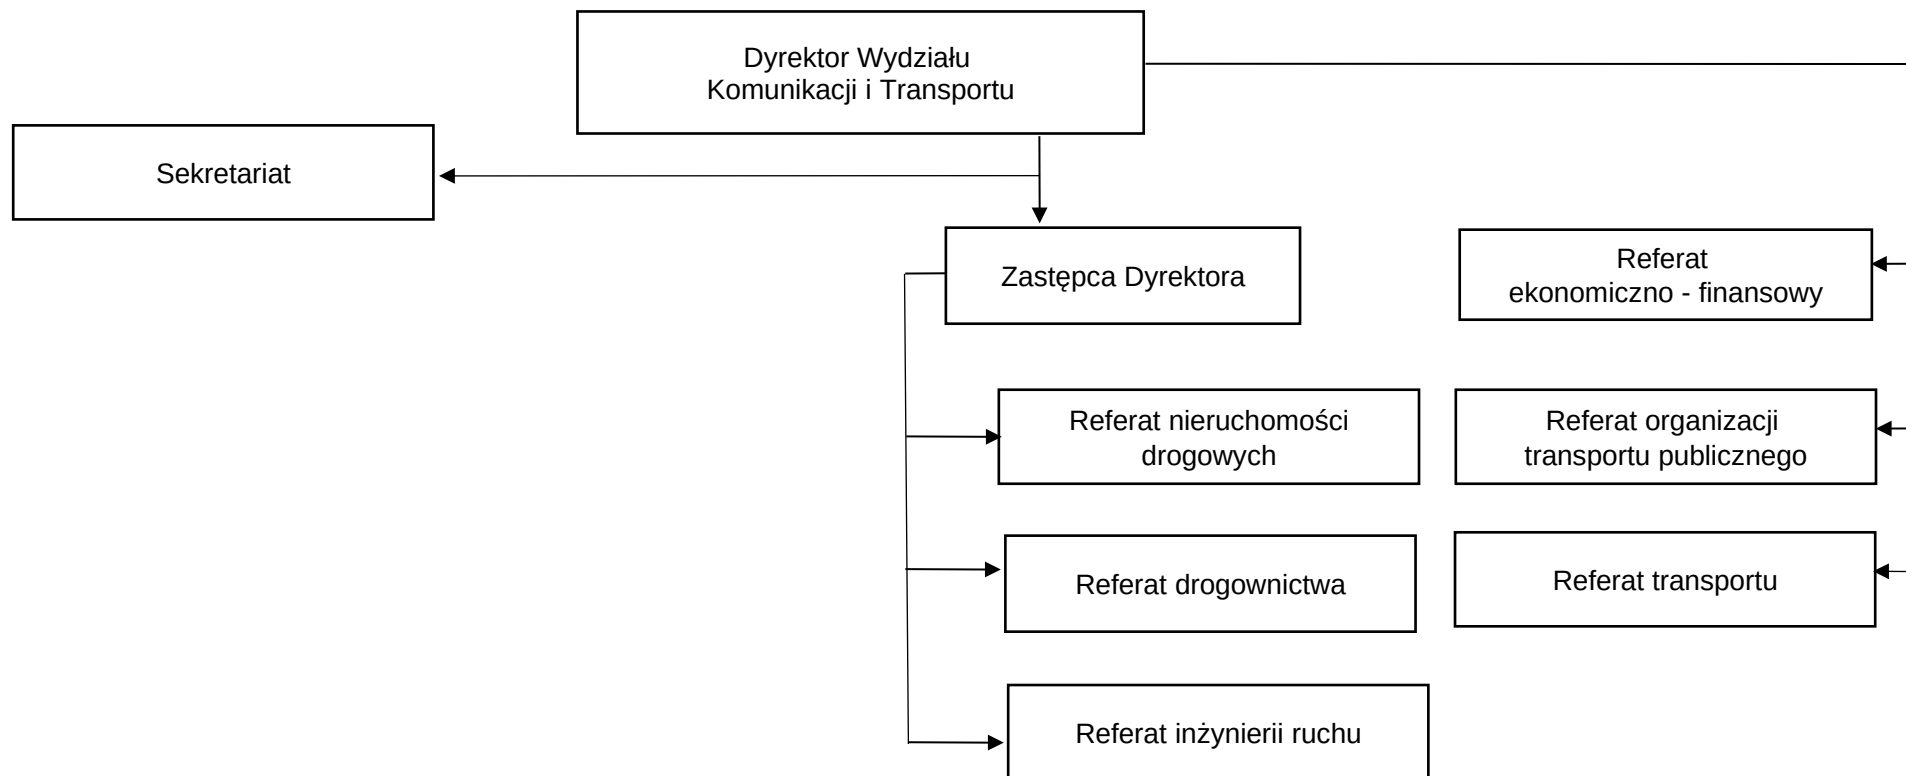 Dyrektor Wydziału
Komunikacji i Transportu
Sekretariat
Zastępca Dyrektora
Referat
ekonomiczno - finansowy
Referat nieruchomości
drogowych
Referat organizacji
transportu publicznego
Referat drogownictwa
Referat transportu
Referat inżynierii ruchu